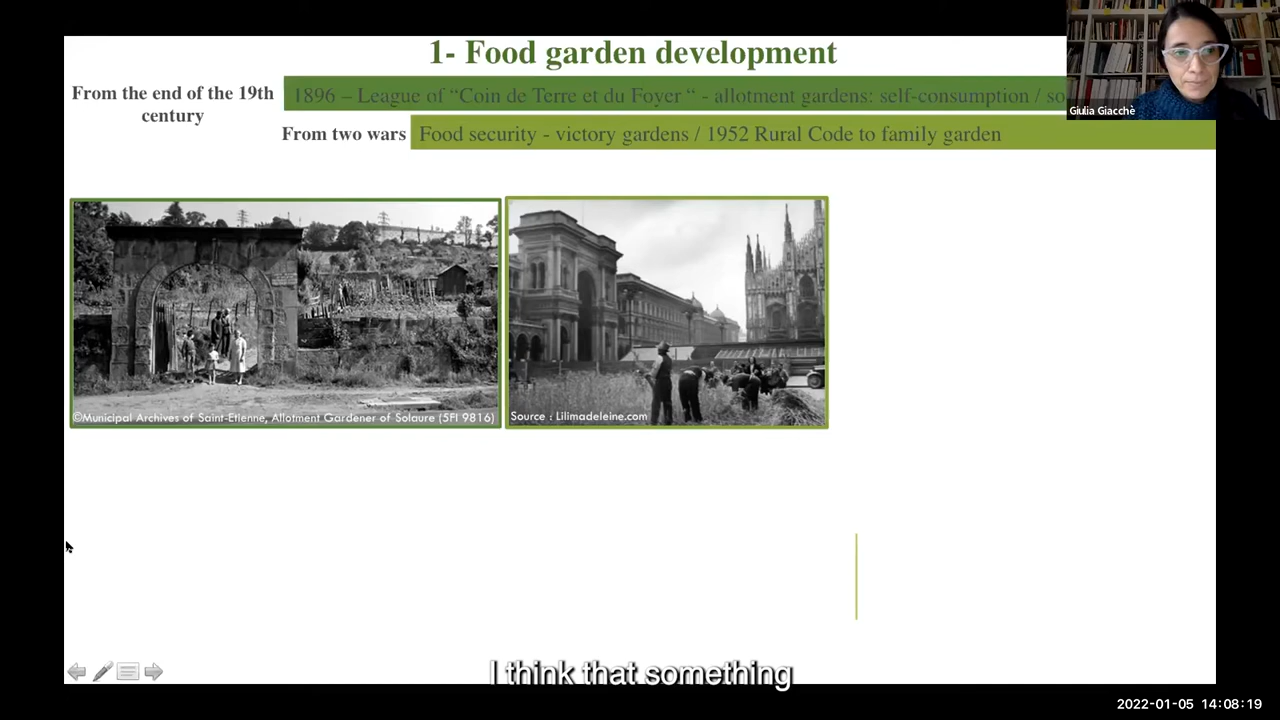 1- Food garden development
From the end of the 19th
century
1896 – League of “Coin de Terre et du Foyer “ - allotment gardens: self-consumption / so
Giulia Giacchè
From two wars
Food security - victory gardens / 1952 Rural Code to family garden
©Municipal Archives of Saint-Etienne, Allotment Gardener of Solaure (5FI 9816)
Source : Lilimadeleine.com
I think that something
2022-01-05 14:08:19